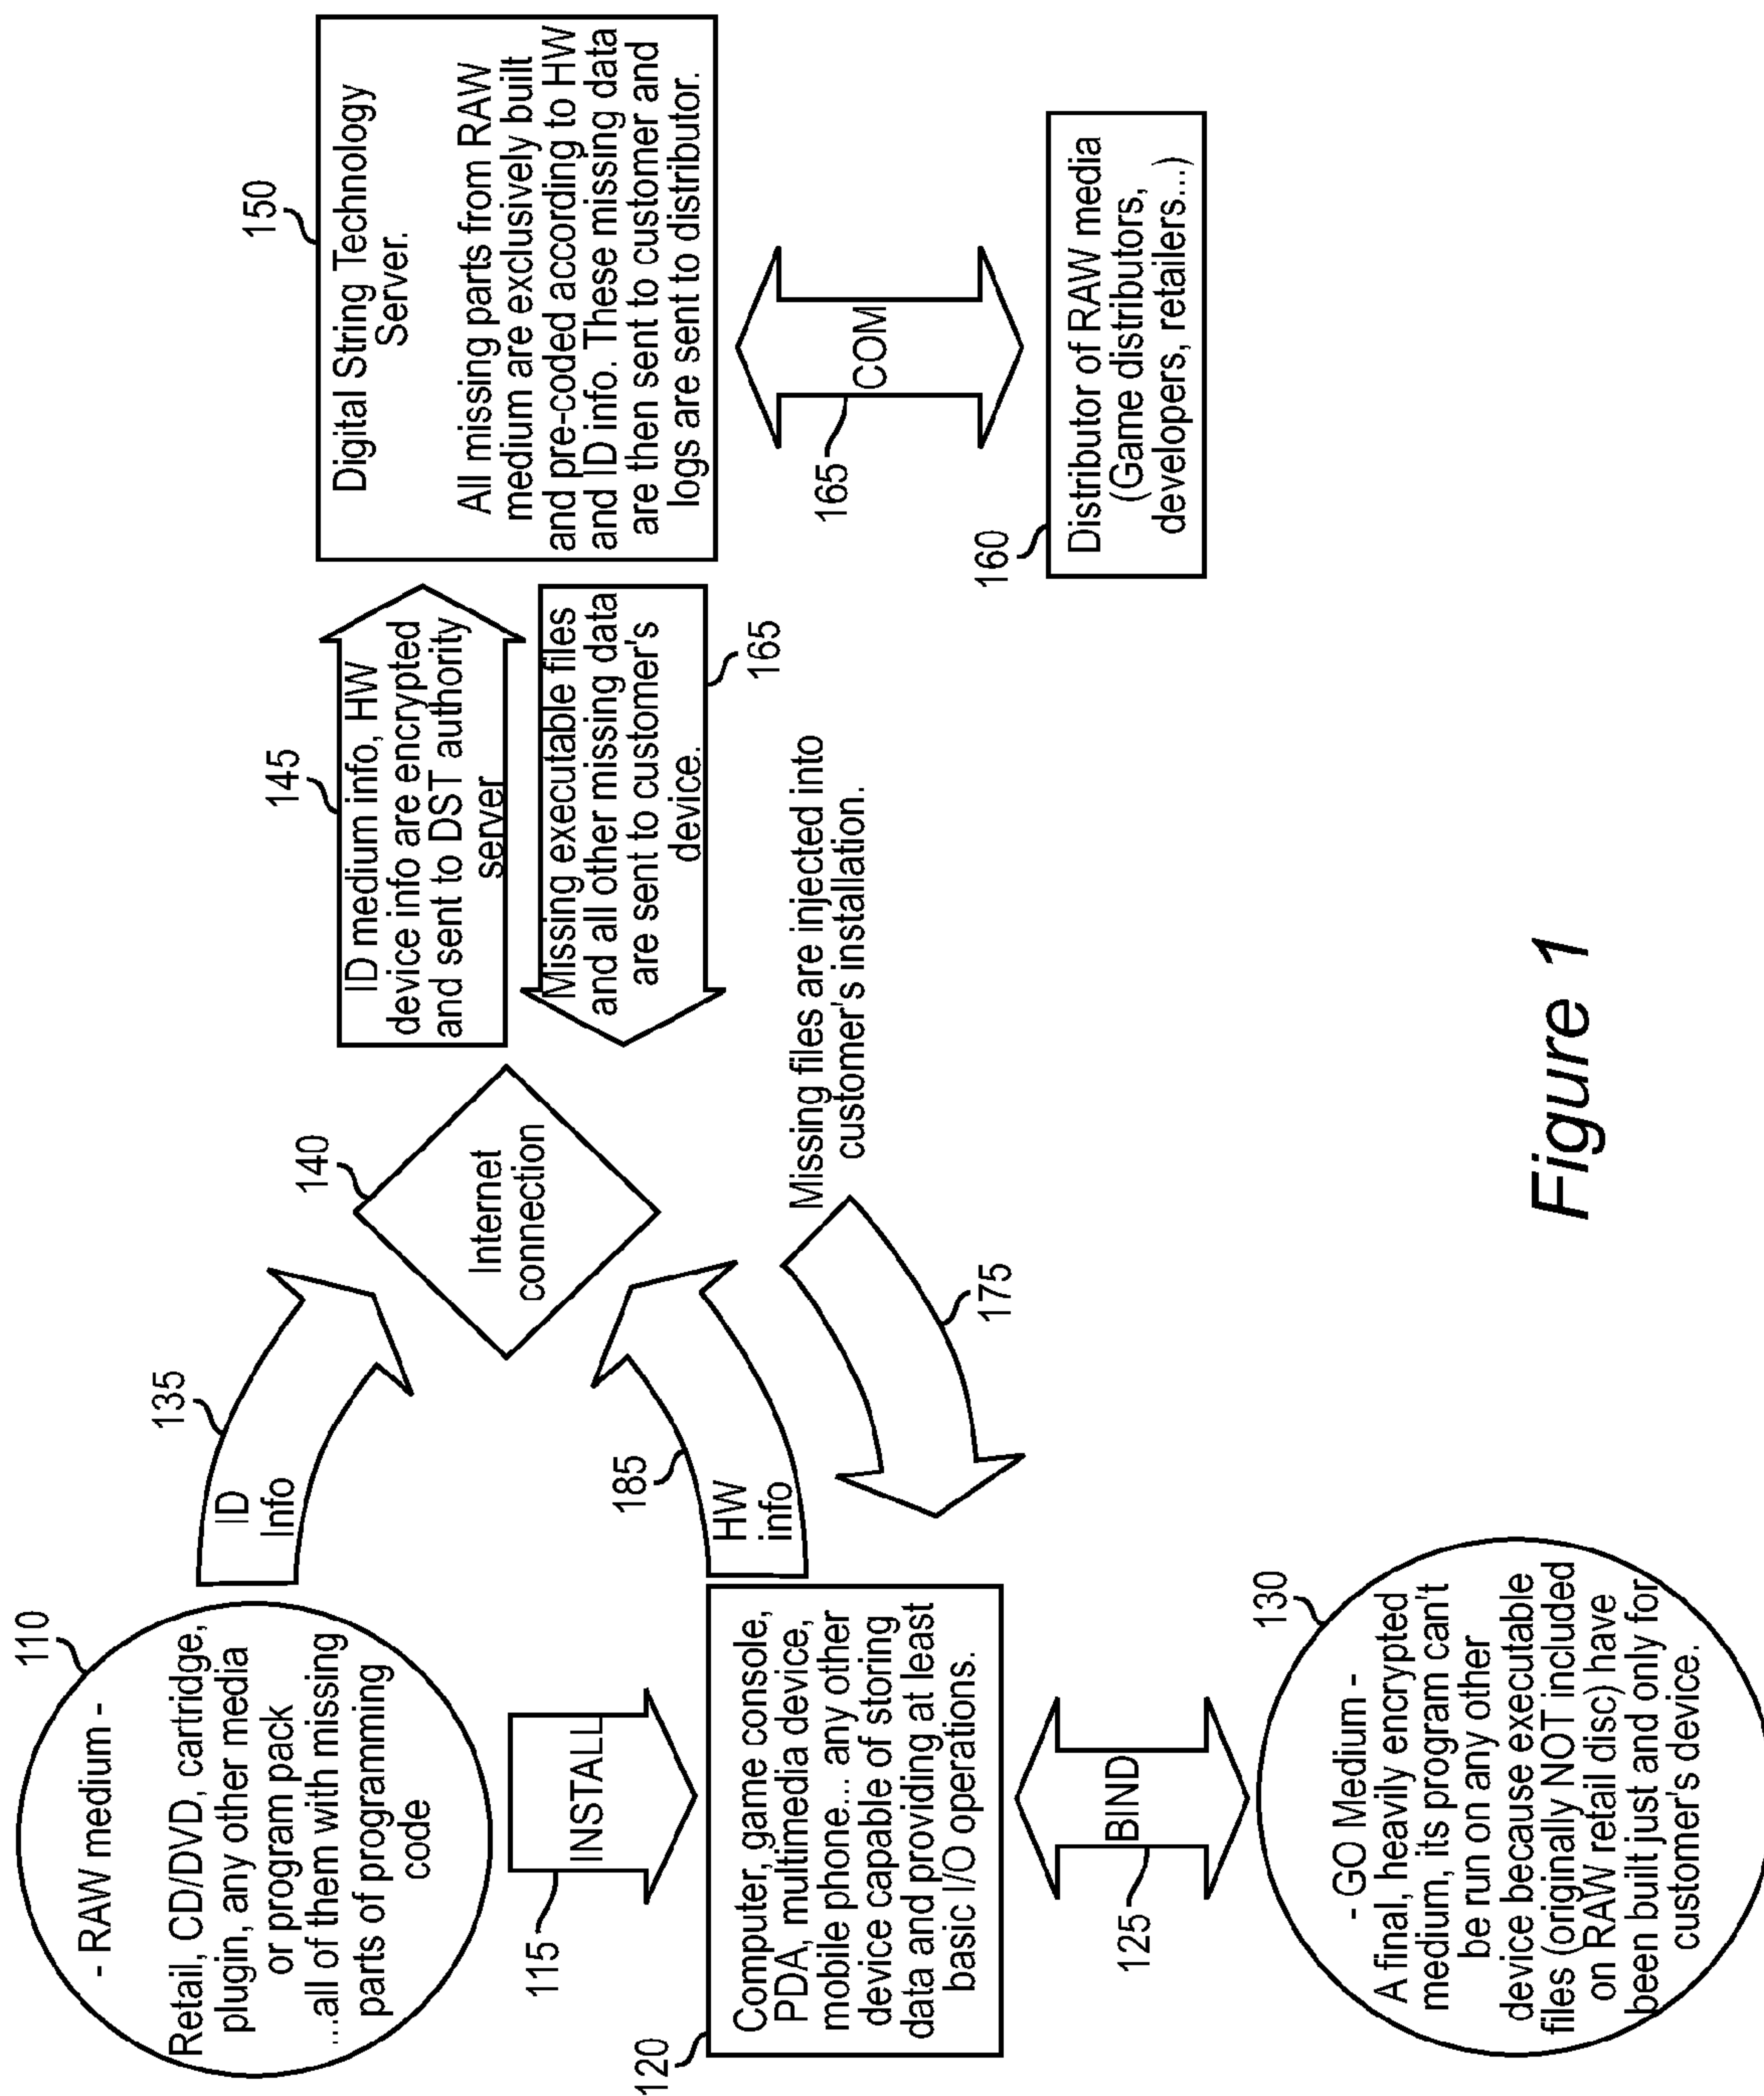 110
- RAW medium -
Retail, CD/DVD, cartridge,
plugin, any other media
or program pack
...all of them with missing
parts of programming
code
135
ID
Info
115
INSTALL
120
Computer, game console,
PDA, multimedia device,
mobile phone... any other
device capable of storing
data and providing at least
basic I/O operations.
185
HW
info
140
Internet
connection
145
ID medium info, HW
device info are encrypted
and sent to DST authority
server
Missing executable files
and all other missing data
are sent to customer's
device.
165
Missing files are injected into
customer's installation.
175
150
Digital String Technology
Server.
All missing parts from RAW
medium are exclusively built
and pre-coded according to HW
and ID info. These missing data
are then sent to customer and
logs are sent to distributor.
165
COM
160
Distributor of RAW media
(Game distributors,
developers, retailers...)
125
BIND
130
- GO Medium -
A final, heavily encrypted
medium, its program can't
be run on any other
device because executable
files (originally NOT included
on RAW retail disc) have
been built just and only for
customer's device.
Figure 1